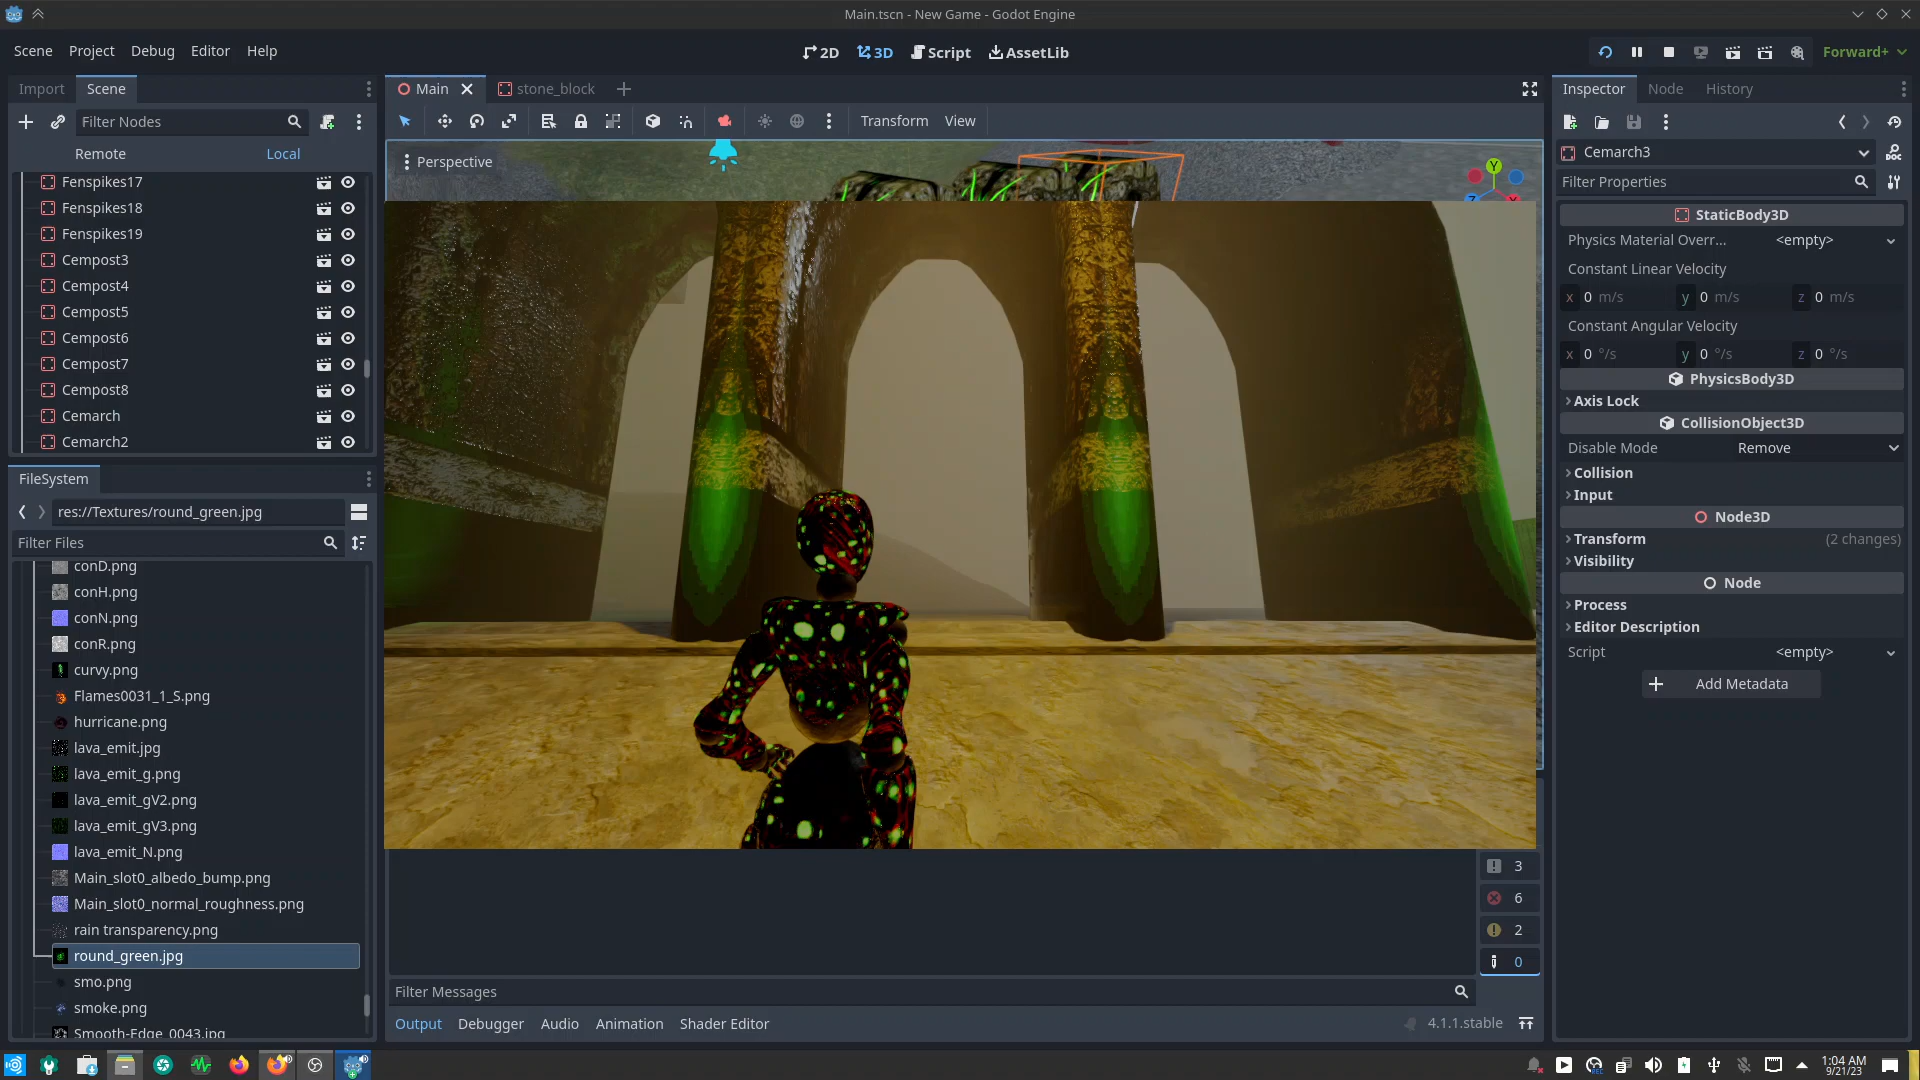 Main.tscn - New Game - Godot Engine
Scene Project Debug Editor Help
2D 3D Script AssetLib
Forward+
Import Scene
Filter Nodes
Remote Local
Fenspikes17
Fenspikes18
Fenspikes19
Cempost3
Cempost4
Cempost5
Cempost6
Cempost7
Cempost8
Cemarch
Cemarch2
FileSystem
res://Textures/round_green.jpg
Filter Files
conD.png
conH.png
conN.png
conR.png
curvy.png
Flames0031_1_S.png
hurricane.png
lava_emit.jpg
lava_emit_g.png
lava_emit_gV2.png
lava_emit_gV3.png
lava_emit_N.png
Main_slot0_albedo_bump.png
Main_slot0_normal_roughness.png
rain transparency.png
round_green.jpg
smo.png
smoke.png
Smooth-Edge_0043.jpg
Main stone_block
Transform View
Perspective
Y
3
6
2
0
Filter Messages
Output Debugger Audio Animation Shader Editor
4.1.1.stable
Inspector Node History
Cemarch3
DOC
Filter Properties
StaticBody3D
Physics Material Overr... <empty>
Constant Linear Velocity
x 0 m/s y 0 m/s z 0 m/s
Constant Angular Velocity
x 0 °/s y 0 °/s z 0 °/s
PhysicsBody3D
Axis Lock
CollisionObject3D
Disable Mode Remove
Collision
Input
Node3D
Transform (2 changes)
Visibility
Node
Process
Editor Description
Script <empty>
Add Metadata
1:04 AM
9/21/23